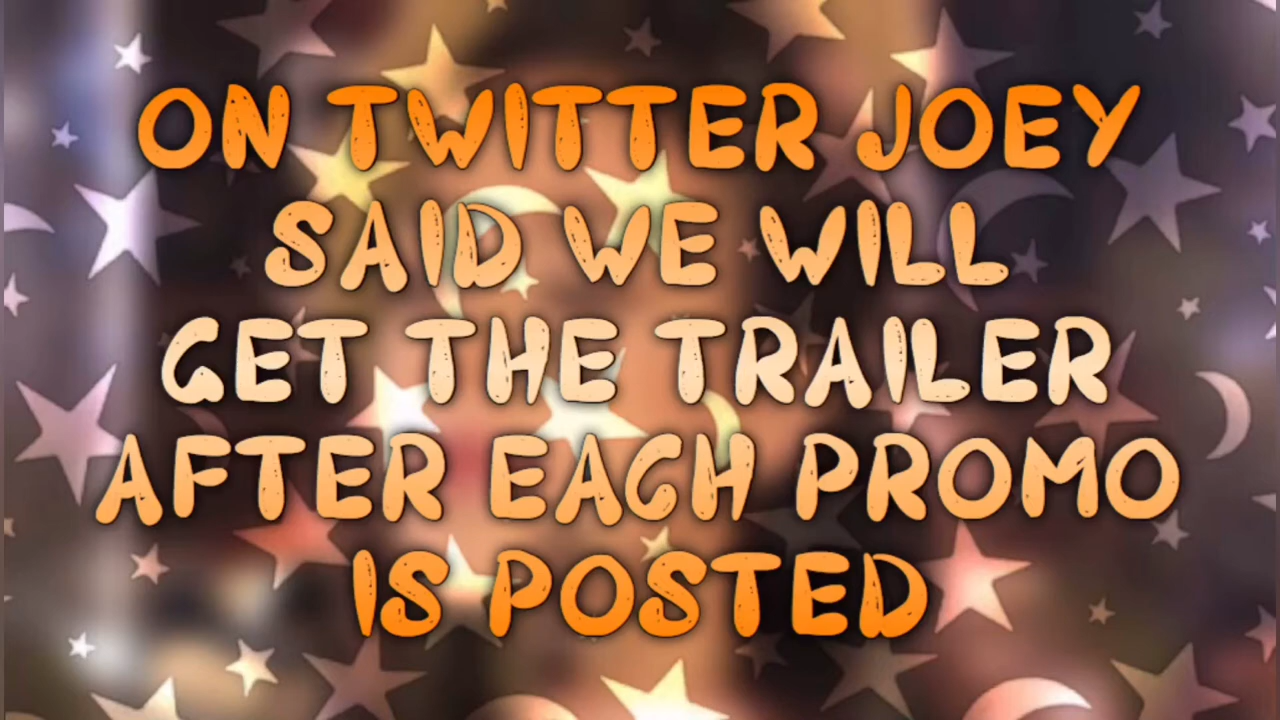 ON TWITTER JOEY
SAID WE WILL
GET THE TRAILER
AFTER EACH PROMO
IS POSTED